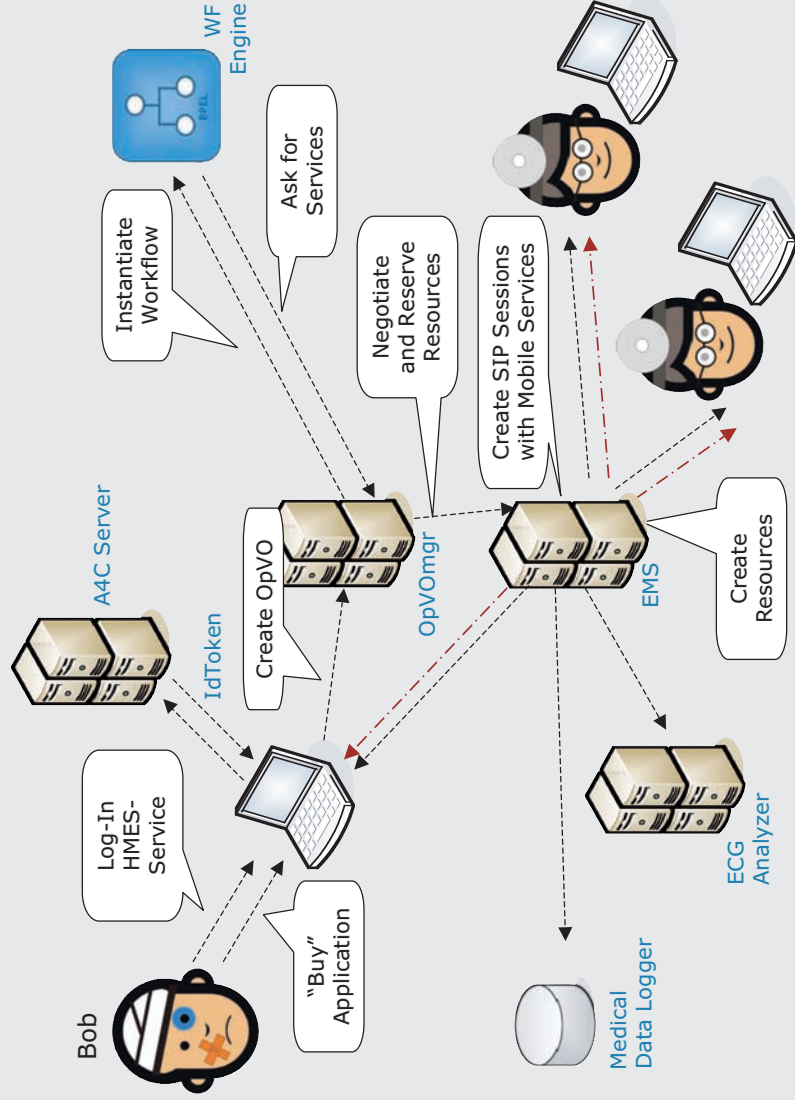 Bob
Log-In
HMES-
Service
"Buy"
Application
A4C Server
IdToken
Create OpVO
OpVOmgr
Instantiate
Workflow
WF
Engine
BPEL
Ask for
Services
Negotiate
and Reserve
Resources
Create SIP Sessions
with Mobile Services
EMS
Create
Resources
ECG
Analyzer
Medical
Data Logger